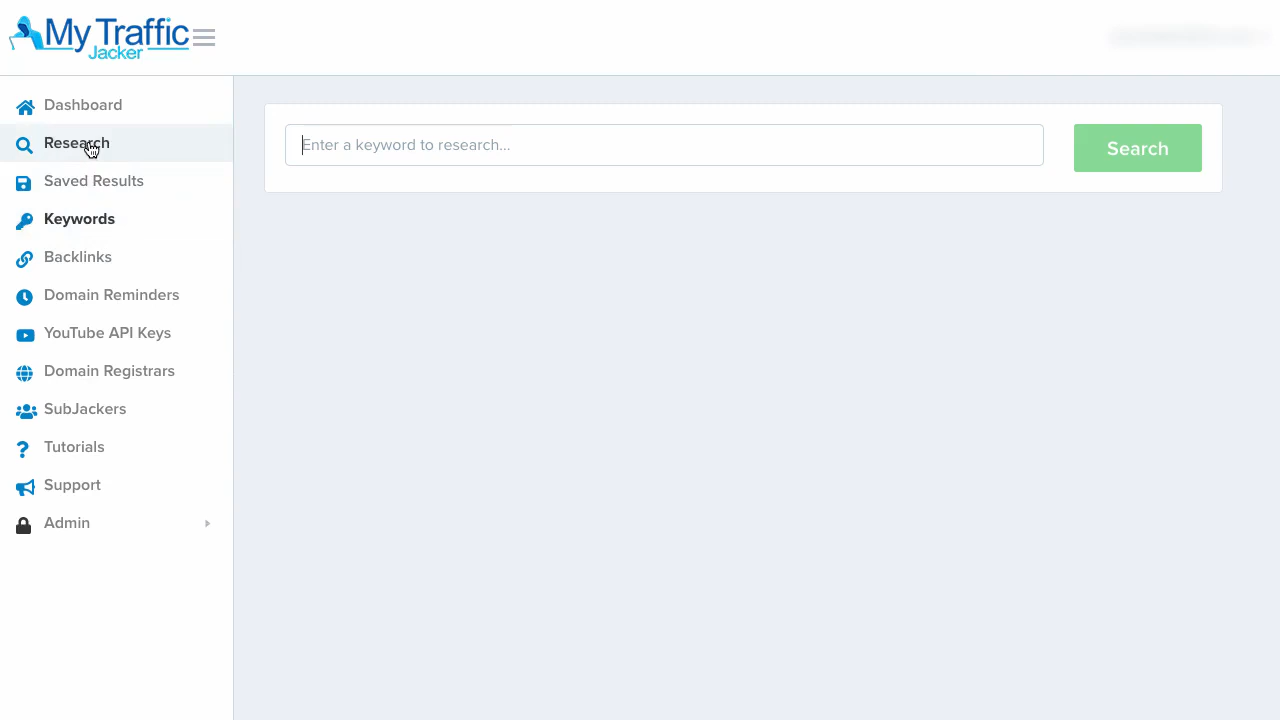 My Traffic
Jacker
Dashboard
Research
Saved Results
Keywords
Backlinks
Domain Reminders
YouTube API Keys
Domain Registrars
SubJackers
Tutorials
Support
Admin
Enter a keyword to research...
Search